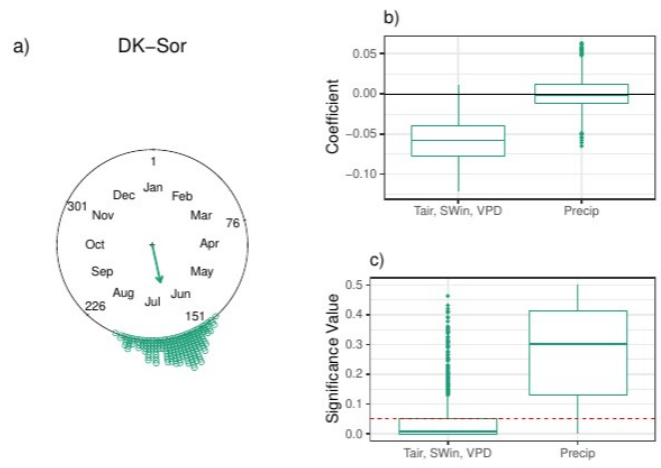 a)
DK−Sor
1
Jan
Feb
Mar
76
Apr
May
Jun
151
Jul
Aug
226
Sep
Oct
Nov
301
Dec
b)
Coefficient
0.05
0.00
−0.05
−0.10
Tair, SWin, VPD
Precip
c)
Significance Value
0.5
0.4
0.3
0.2
0.1
0.0
Tair, SWin, VPD
Precip